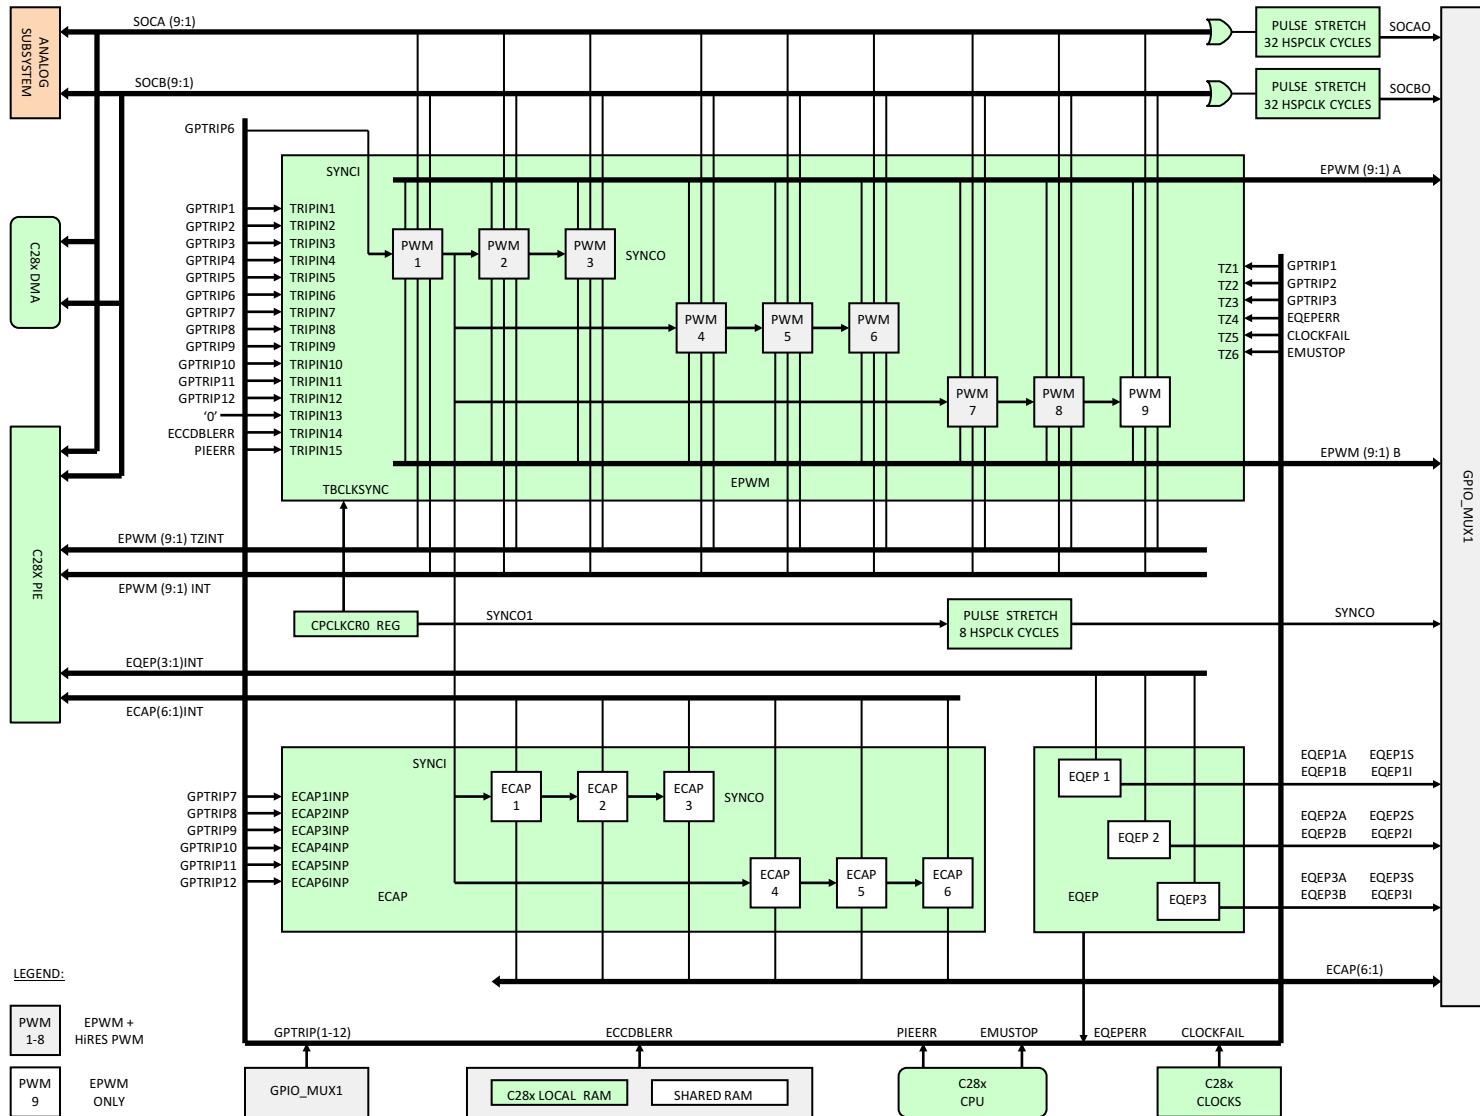 SOCA (9:1)
ANALOG
SUBSYSTEM
PULSE STRETCH
32 HSPCLK CYCLES
SOCAO
SOCB(9:1)
PULSE STRETCH
32 HSPCLK CYCLES
SOCBO
GPTRIP6
SYNCI
EPWM (9:1) A
GPTRIP1 TRIPIN1
GPTRIP2 TRIPIN2
GPTRIP3 TRIPIN3
GPTRIP4 TRIPIN4
GPTRIP5 TRIPIN5
GPTRIP6 TRIPIN6
GPTRIP7 TRIPIN7
GPTRIP8 TRIPIN8
GPTRIP9 TRIPIN9
GPTRIP10 TRIPIN10
GPTRIP11 TRIPIN11
GPTRIP12 TRIPIN12
‘0’ TRIPIN13
ECCDBLERR TRIPIN14
PIEERR TRIPIN15
C28x DMA
PWM
1
PWM
2
PWM
3
SYNCO
PWM
4
PWM
5
PWM
6
PWM
7
PWM
8
PWM
9
TZ1 GPTRIP1
TZ2 GPTRIP2
TZ3 GPTRIP3
TZ4 EQEPERR
TZ5 CLOCKFAIL
TZ6 EMUSTOP
EPWM (9:1) B
EPWM
TBCLKSYNC
GPIO_MUX1
C28X PIE
EPWM (9:1) TZINT
EPWM (9:1) INT
CPCLKCR0 REG
SYNCO1
PULSE STRETCH
8 HSPCLK CYCLES
SYNCO
EQEP(3:1)INT
ECAP(6:1)INT
SYNCI
GPTRIP7 ECAP1INP
GPTRIP8 ECAP2INP
GPTRIP9 ECAP3INP
GPTRIP10 ECAP4INP
GPTRIP11 ECAP5INP
GPTRIP12 ECAP6INP
ECAP
1
ECAP
2
ECAP
3
SYNCO
ECAP
4
ECAP
5
ECAP
6
ECAP
EQEP 1
EQEP 2
EQEP3
EQEP
EQEP1A EQEP1S
EQEP1B EQEP1I
EQEP2A EQEP2S
EQEP2B EQEP2I
EQEP3A EQEP3S
EQEP3B EQEP3I
ECAP(6:1)
LEGEND:
PWM
1-8
EPWM +
HiRES PWM
PWM
9
EPWM
ONLY
GPTRIP(1-12)
ECCDBLERR
PIEERR
EMUSTOP
EQEPERR
CLOCKFAIL
GPIO_MUX1
C28x LOCAL RAM
SHARED RAM
C28x
CPU
C28x
CLOCKS